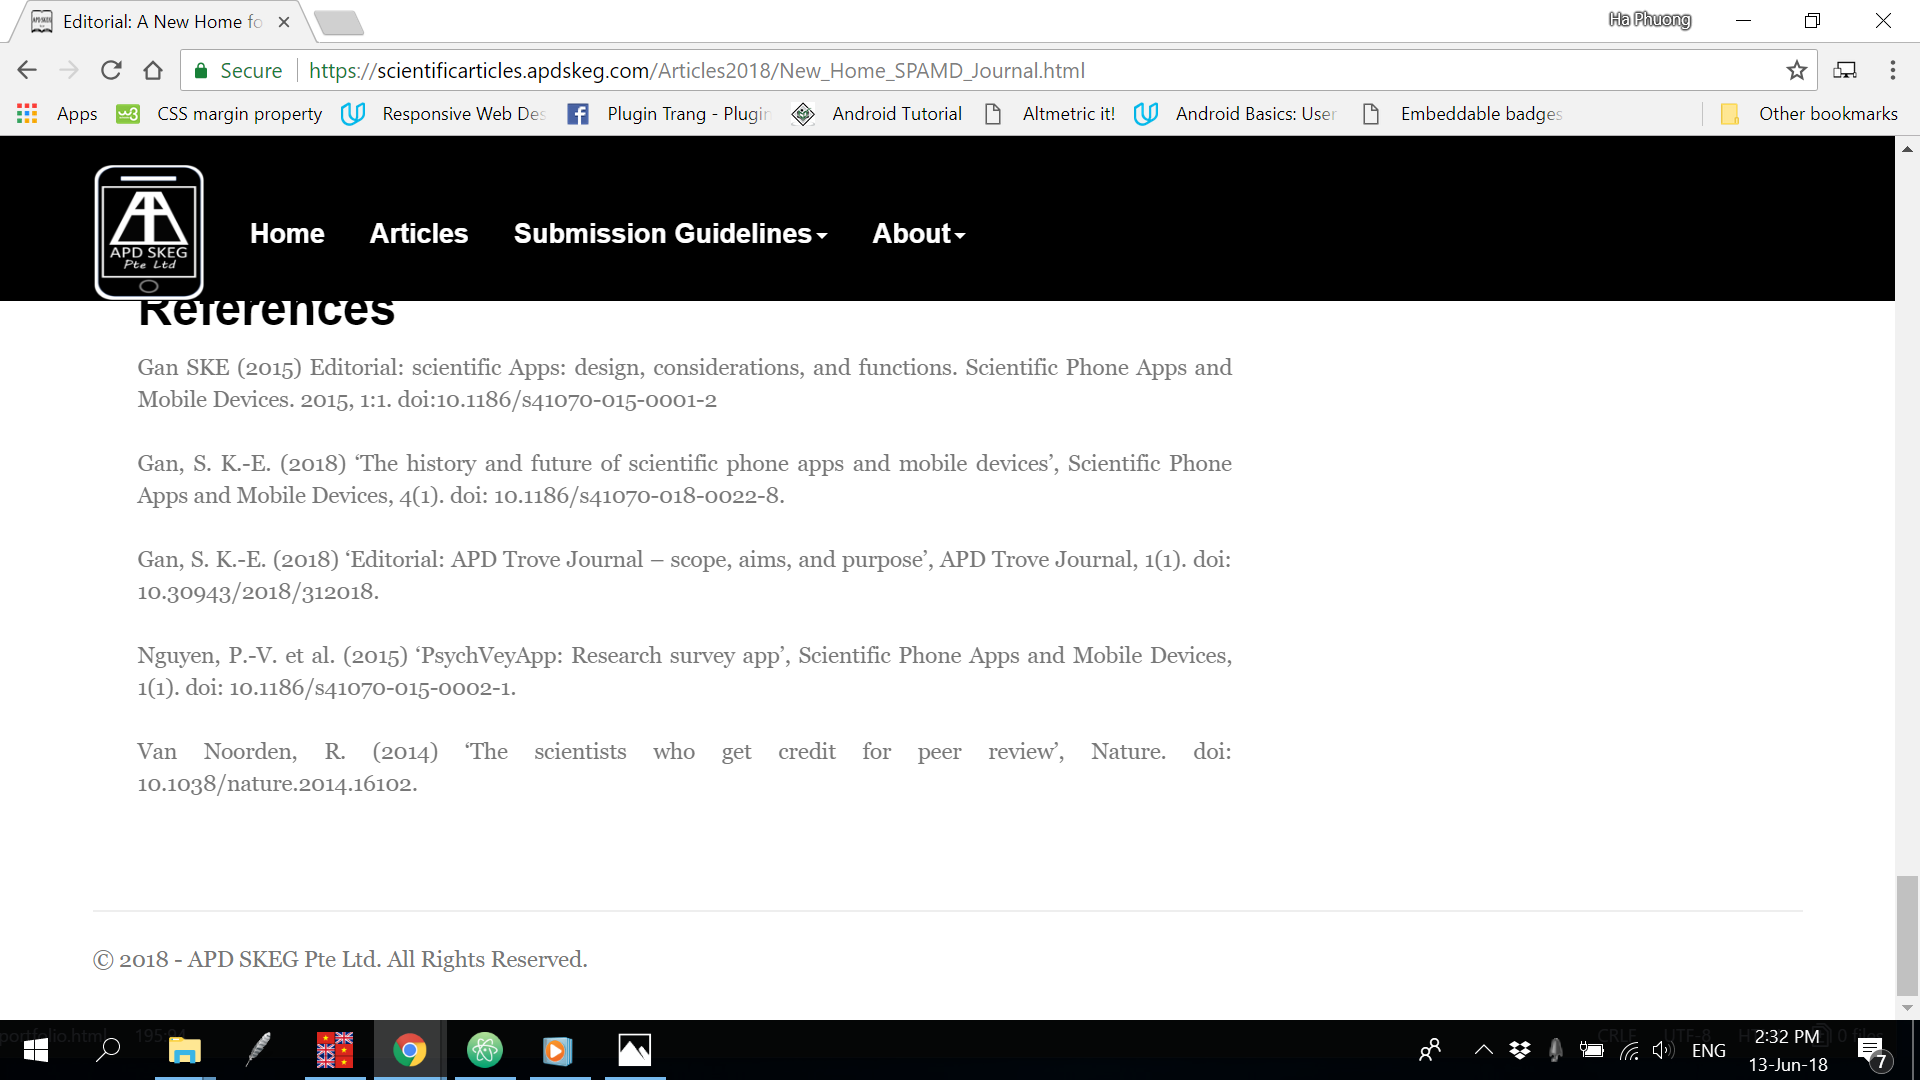 Editorial: A New Home fo
Ha Phuong
Secure
https://scientificarticles.apdskeg.com/Articles2018/New_Home_SPAMD_Journal.html
Apps
CSS margin property
Responsive Web Des
Plugin Trang - Plugin
Android Tutorial
Altmetric it!
Android Basics: User
Embeddable badges
Other bookmarks
APD SKEG
Pte Ltd
Home
Articles
Submission Guidelines
About
References
Gan SKE (2015) Editorial: scientific Apps: design, considerations, and functions. Scientific Phone Apps and
Mobile Devices. 2015, 1:1. doi:10.1186/s41070-015-0001-2
Gan, S. K.-E. (2018) ‘The history and future of scientific phone apps and mobile devices’, Scientific Phone
Apps and Mobile Devices, 4(1). doi: 10.1186/s41070-018-0022-8.
Gan, S. K.-E. (2018) ‘Editorial: APD Trove Journal – scope, aims, and purpose’, APD Trove Journal, 1(1). doi:
10.30943/2018/312018.
Nguyen, P.-V. et al. (2015) ‘PsychVeyApp: Research survey app’, Scientific Phone Apps and Mobile Devices,
1(1). doi: 10.1186/s41070-015-0002-1.
Van Noorden, R. (2014) ‘The scientists who get credit for peer review’, Nature. doi:
10.1038/nature.2014.16102.
© 2018 - APD SKEG Pte Ltd. All Rights Reserved.
portfolio.html 195:94
CRLF UTF-8 0 files
ENG
2:32 PM
13-Jun-18
7